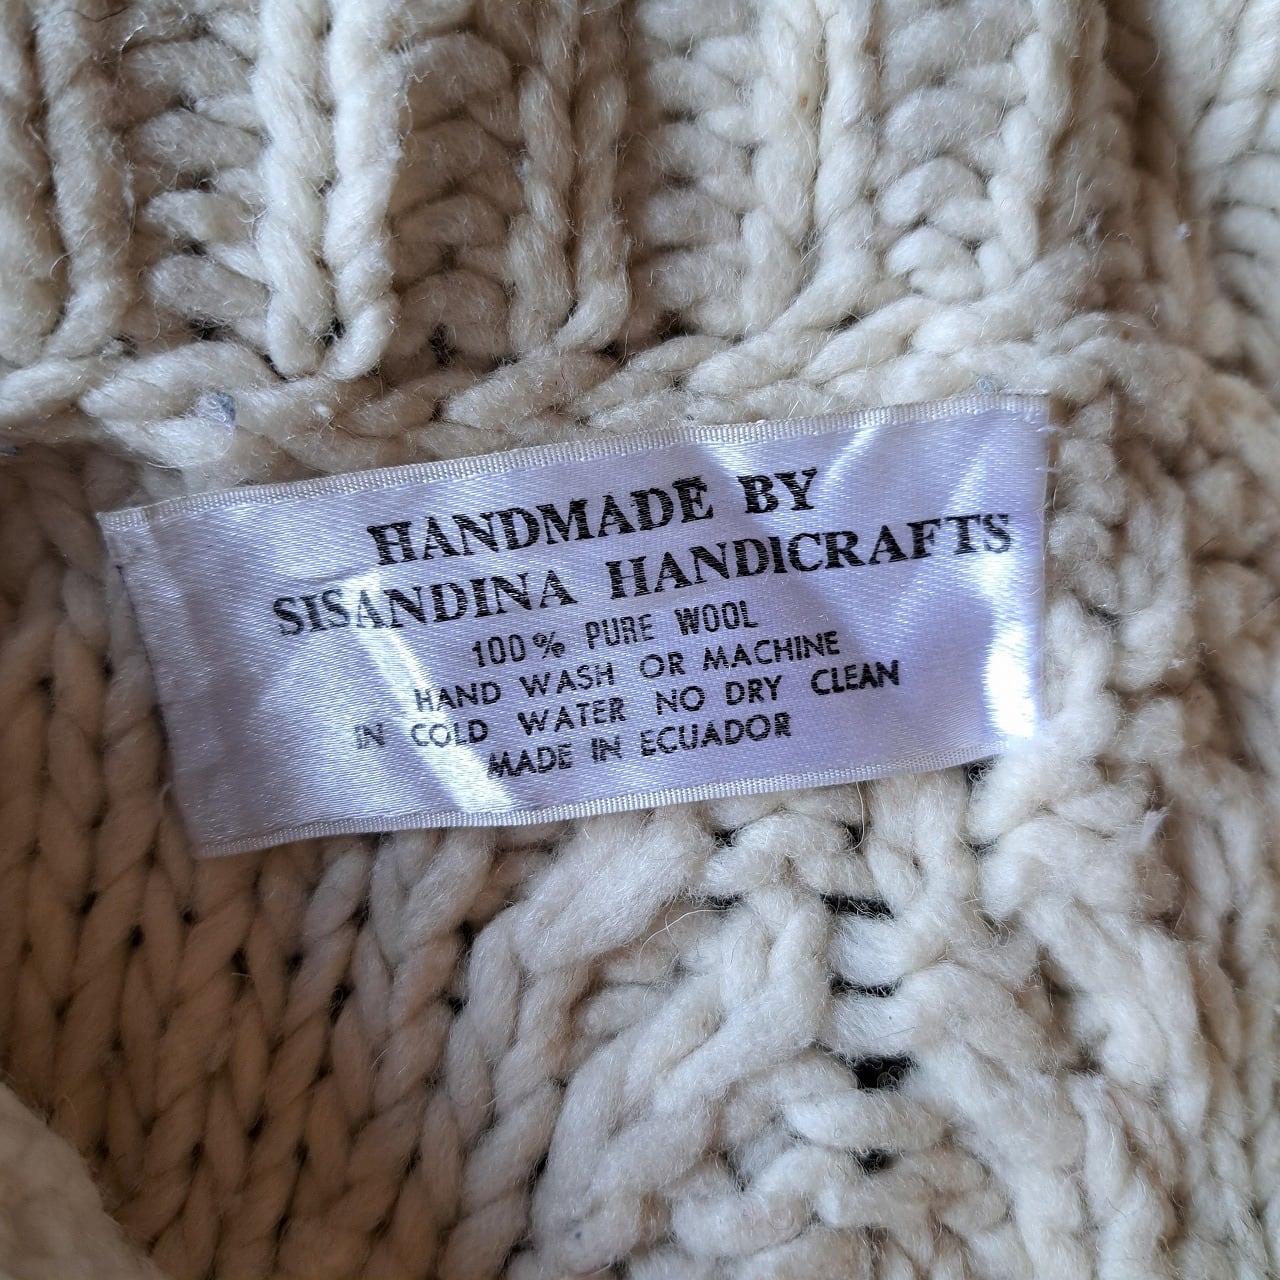 HANDMADE BY
SISANDINA HANDICRAFTS
100% PURE WOOL
HAND WASH OR MACHINE
IN COLD WATER NO DRY CLEAN
MADE IN ECUADOR